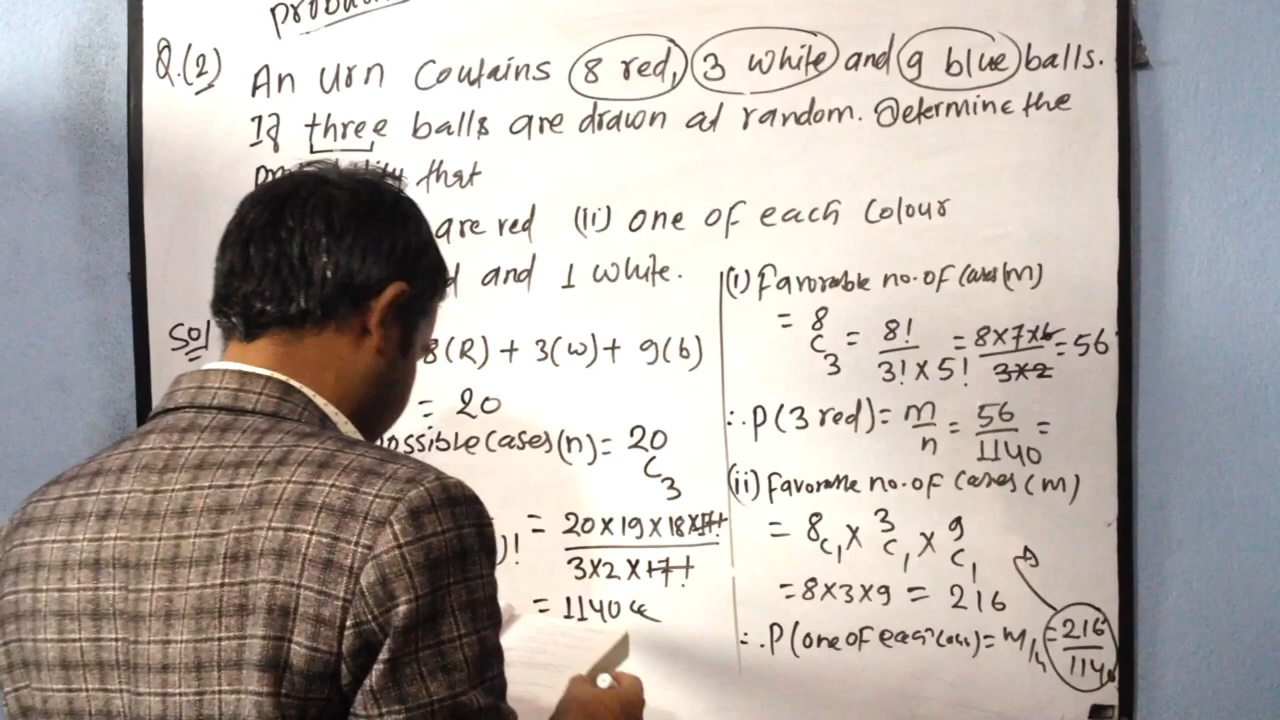 Q.(2) An urn contains 8 red, 3 white and 9 blue balls.
If three balls are drawn at random. Determine the
that
are red (ii) one of each colour
and 1 white.
Sol
8(R) + 3(W) + 9(b)
= 20
possible cases(n) = 20C3
)! = 20×19×18×17! / 3×2×17!
= 1140
(i) Favorable no. of cases(m)
= 8C3 = 8! / 3!×5! = 8×7×6 / 3×2 = 56
∴ P(3 red) = m/n = 56/1140 =
(ii) Favorable no. of cases(m)
= 8C1 × 3C1 × 9C1
= 8×3×9 = 216
∴ P(one of each) = m/n = 216/1140